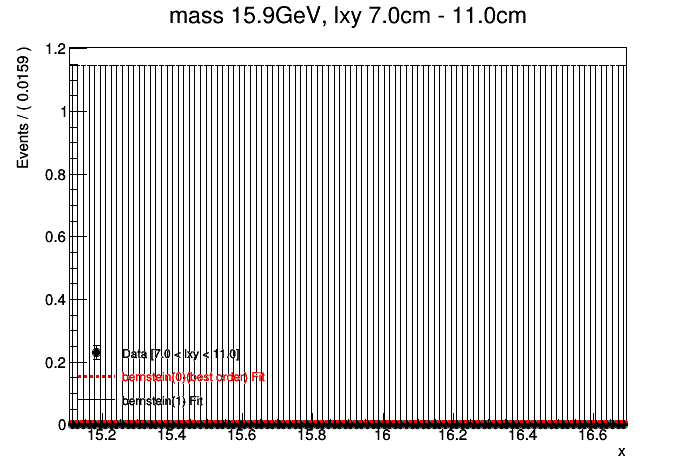 mass 15.9GeV, lxy 7.0cm - 11.0cm
Events / ( 0.0159 )
1.2
1
0.8
0.6
0.4
0.2
0
Data [7.0 < lxy < 11.0]
bernstein(0)(best order) Fit
bernstein(1) Fit
15.2 15.4 15.6 15.8 16 16.2 16.4 16.6
x